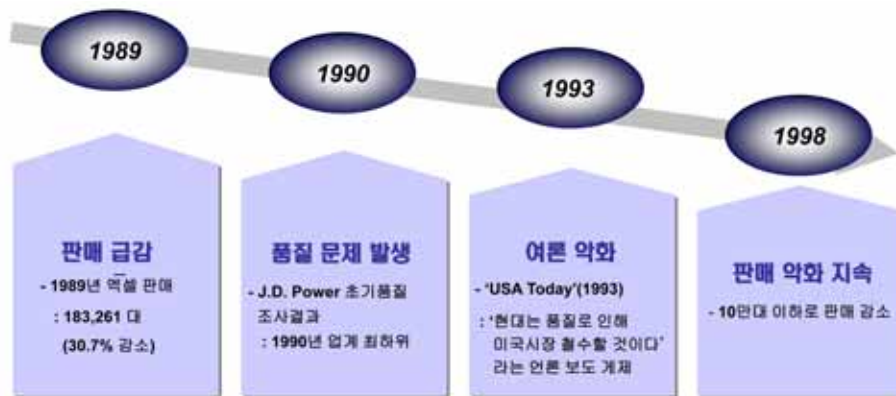 1989
1990
1993
1998
판매 급감
- 1989년 엑셀 판매
: 183,261 대
(30.7% 감소)
품질 문제 발생
- J.D. Power 초기품질
조사결과
: 1990년 업계 최하위
여론 악화
- ‘USA Today’(1993)
: ‘현대는 품질로 인해
미국시장 철수할 것이다’
라는 언론 보도 게제
판매 악화 지속
- 10만대 이하로 판매 감소